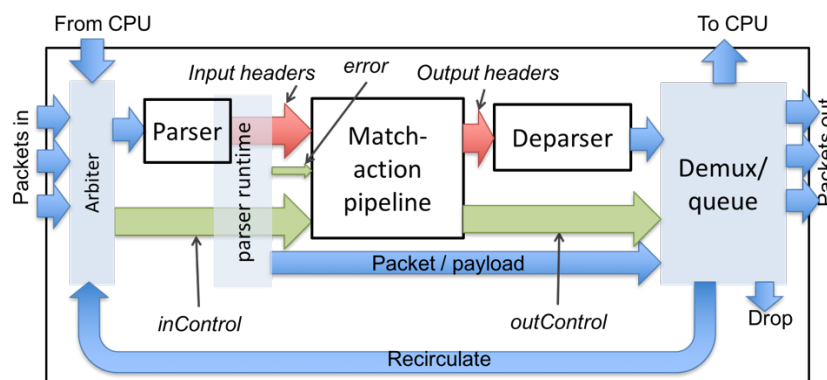 From CPU
To CPU
Input headers
error
Output headers
Packets in
Arbiter
Parser
parser runtime
Match-
action
pipeline
Deparser
Demux/
queue
Packets out
Packet / payload
inControl
outControl
Drop
Recirculate